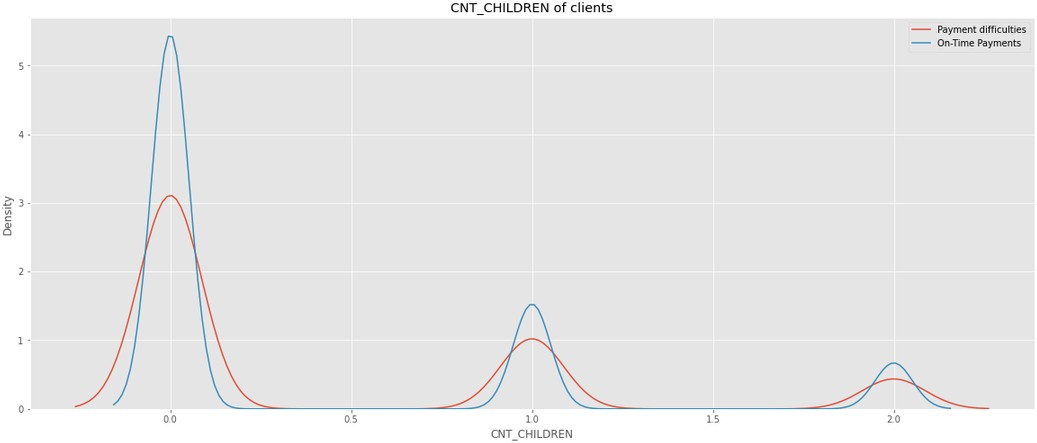 CNT_CHILDREN of clients
Payment difficulties
On-Time Payments
5
4
3
2
1
0
Density
0.0 0.5 1.0 1.5 2.0
CNT_CHILDREN